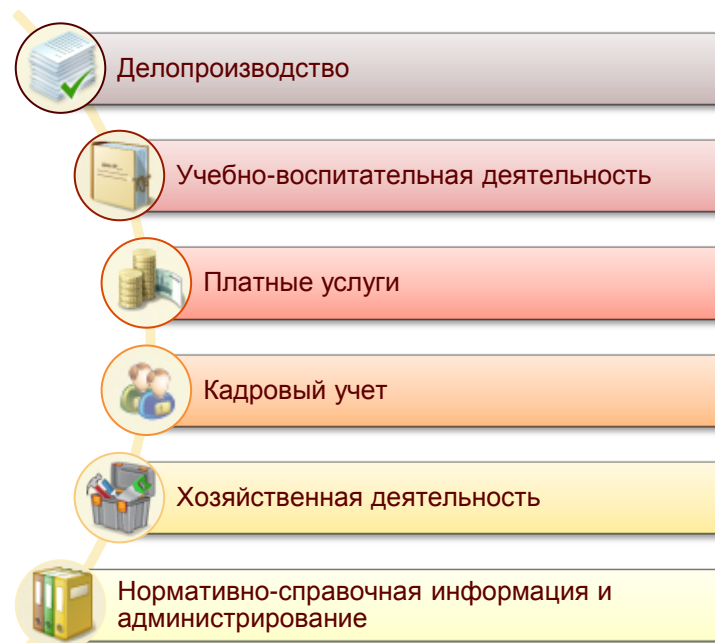 Делопроизводство
Учебно-воспитательная деятельность
Платные услуги
Кадровый учет
Хозяйственная деятельность
Нормативно-справочная информация и
администрирование